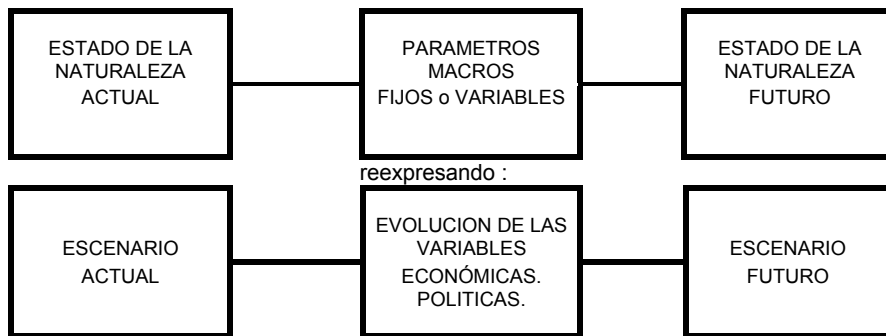 ESTADO DE LA
NATURALEZA
ACTUAL
PARAMETROS
MACROS
FIJOS o VARIABLES
ESTADO DE LA
NATURALEZA
FUTURO
reexpresando :
ESCENARIO
ACTUAL
EVOLUCION DE LAS
VARIABLES
ECONÓMICAS.
POLITICAS.
ESCENARIO
FUTURO